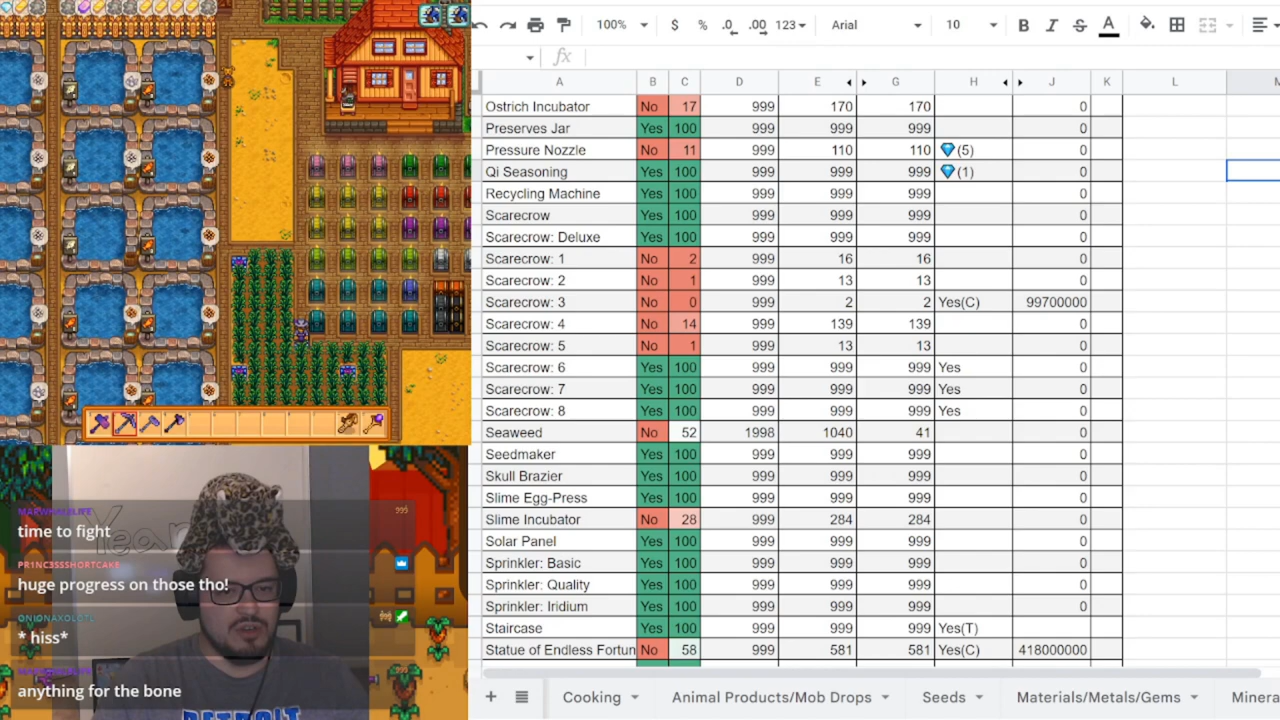 100% $ % .0 .00 123 Arial 10 B I S A
fx
A B C E G H J K
Ostrich Incubator No 17 999 170 170 0
Preserves Jar Yes 100 999 999 999 0
Pressure Nozzle No 11 999 110 110 💎(5) 0
Qi Seasoning Yes 100 999 999 999 💎(1) 0
Recycling Machine Yes 100 999 999 999 0
Scarecrow Yes 100 999 999 999 0
Scarecrow: Deluxe Yes 100 999 999 999 0
Scarecrow: 1 No 2 999 16 16 0
Scarecrow: 2 No 1 999 13 13 0
Scarecrow: 3 No 0 999 2 2 Yes(C) 99700000
Scarecrow: 4 No 14 999 139 139 0
Scarecrow: 5 No 1 999 13 13 0
Scarecrow: 6 Yes 100 999 999 999 Yes 0
Scarecrow: 7 Yes 100 999 999 999 Yes 0
Scarecrow: 8 Yes 100 999 999 999 Yes 0
Seaweed No 52 1998 1040 41 0
Seedmaker Yes 100 999 999 999 0
Skull Brazier Yes 100 999 999 999 0
Slime Egg-Press Yes 100 999 999 999 0
Slime Incubator No 28 999 284 284 0
Solar Panel Yes 100 999 999 999 0
Sprinkler: Basic Yes 100 999 999 999 0
Sprinkler: Quality Yes 100 999 999 999 0
Sprinkler: Iridium Yes 100 999 999 999 0
Staircase Yes 100 999 999 999 Yes(T)
Statue of Endless Fortun No 58 999 581 581 Yes(C) 418000000
Cooking Animal Products/Mob Drops Seeds Materials/Metals/Gems Minera
time to fight
PR1NC3SSSHORTCAKE
huge progress on those tho!
ONIONAXOLOTL
* hiss*
anything for the bone
DETROIT